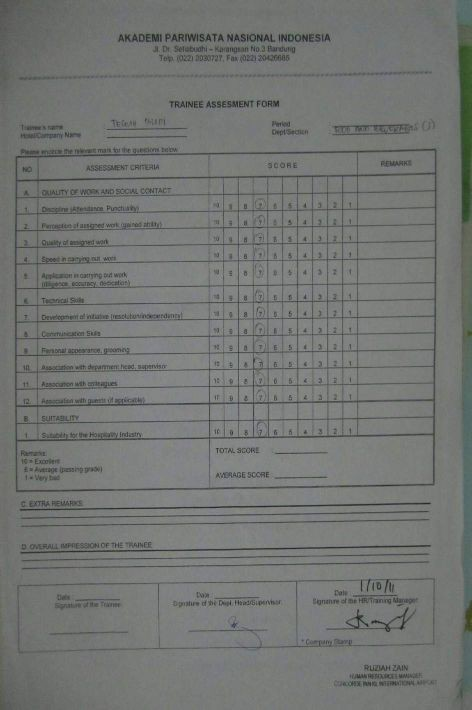 AKADEMI PARIWISATA NASIONAL INDONESIA
Jl. Dr. Setiabudhi – Karangsari No.3 Bandung
Telp. (022) 2030727, Fax (022) 20426685
TRAINEE ASSESMENT FORM
Trainee's name
Period
Hotel/Company Name
Dept/Section
Please encircle the relevant mark for the questions below
NO. ASSESSMENT CRITERIA SCORE REMARKS
A. QUALITY OF WORK AND SOCIAL CONTACT
1. Discipline (Attendance, Punctuality) 10 9 8 7 6 5 4 3 2 1
2. Perception of assigned work (gained ability) 10 9 8 7 6 5 4 3 2 1
3. Quality of assigned work 10 9 8 7 6 5 4 3 2 1
4. Speed in carrying out work 10 9 8 7 6 5 4 3 2 1
5. Application in carrying out work 10 9 8 7 6 5 4 3 2 1
(diligence, accuracy, dedication)
6. Technical Skills 10 9 8 7 6 5 4 3 2 1
7. Development of initiative (resolution/independency) 10 9 8 7 6 5 4 3 2 1
8. Communication Skills 10 9 8 7 6 5 4 3 2 1
9. Personal appearance, grooming 10 9 8 7 6 5 4 3 2 1
10. Association with department head, supervisor 10 9 8 7 6 5 4 3 2 1
11. Association with colleagues 10 9 8 7 6 5 4 3 2 1
12. Association with guests (if applicable) 10 9 8 7 6 5 4 3 2 1
B. SUITABILITY
1. Suitability for the Hospitality Industry 10 9 8 7 6 5 4 3 2 1
Remarks:
10 = Excellent
6 = Average (passing grade)
1 = Very bad
TOTAL SCORE :
AVERAGE SCORE :
C. EXTRA REMARKS
D. OVERALL IMPRESSION OF THE TRAINEE
Date
Signature of the Trainee
Date
Signature of the Dept. Head/Supervisor
Date 1/10/11
Signature of the HR/Training Manager
* Company Stamp
RUZIAH ZAIN
HUMAN RESOURCES MANAGER
CONCORDE INN KL INTERNATIONAL AIRPORT